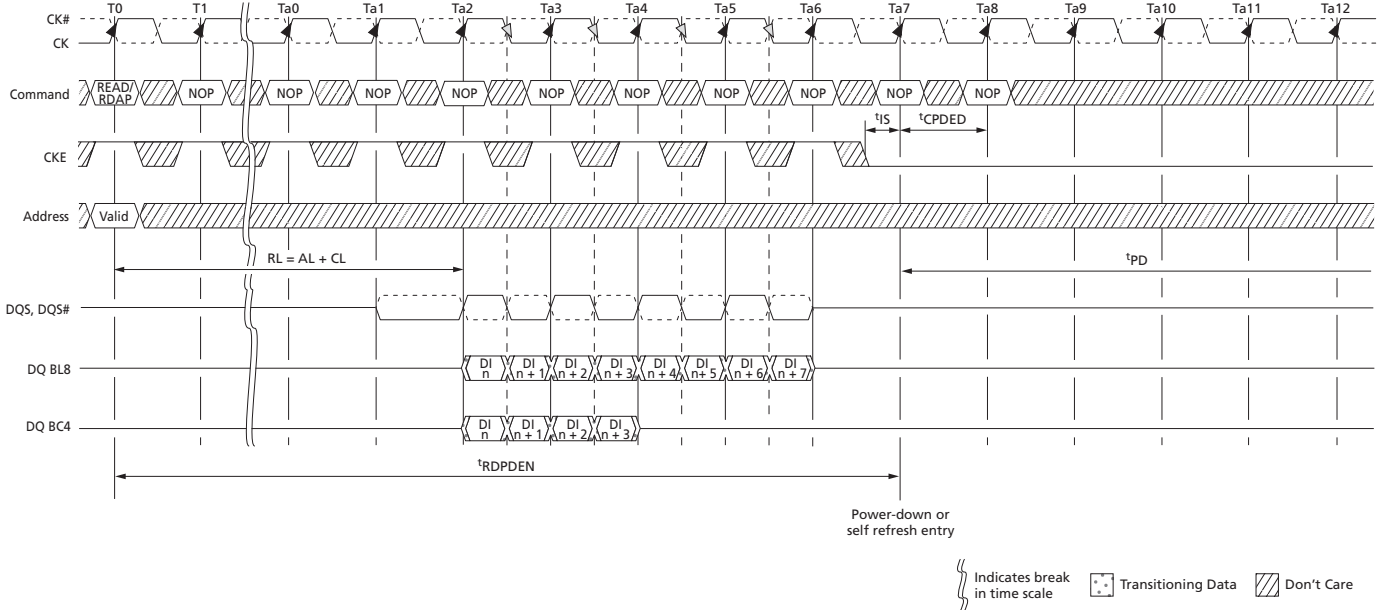 T0 T1 Ta0 Ta1 Ta2 Ta3 Ta4 Ta5 Ta6 Ta7 Ta8 Ta9 Ta10 Ta11 Ta12
CK#
CK
Command READ/ RDAP NOP NOP NOP NOP NOP NOP NOP NOP NOP NOP
tIS tCPDED
CKE
Address Valid
RL = AL + CL
tPD
DQS, DQS#
DQ BL8 DI n DI n + 1 DI n + 2 DI n + 3 DI n + 4 DI n+ 5 DI n + 6 DI n + 7
DQ BC4 DI n DI n + 1 DI n + 2 DI n + 3
tRDPDEN
Power-down or
self refresh entry
Indicates break
in time scale
Transitioning Data
Don't Care